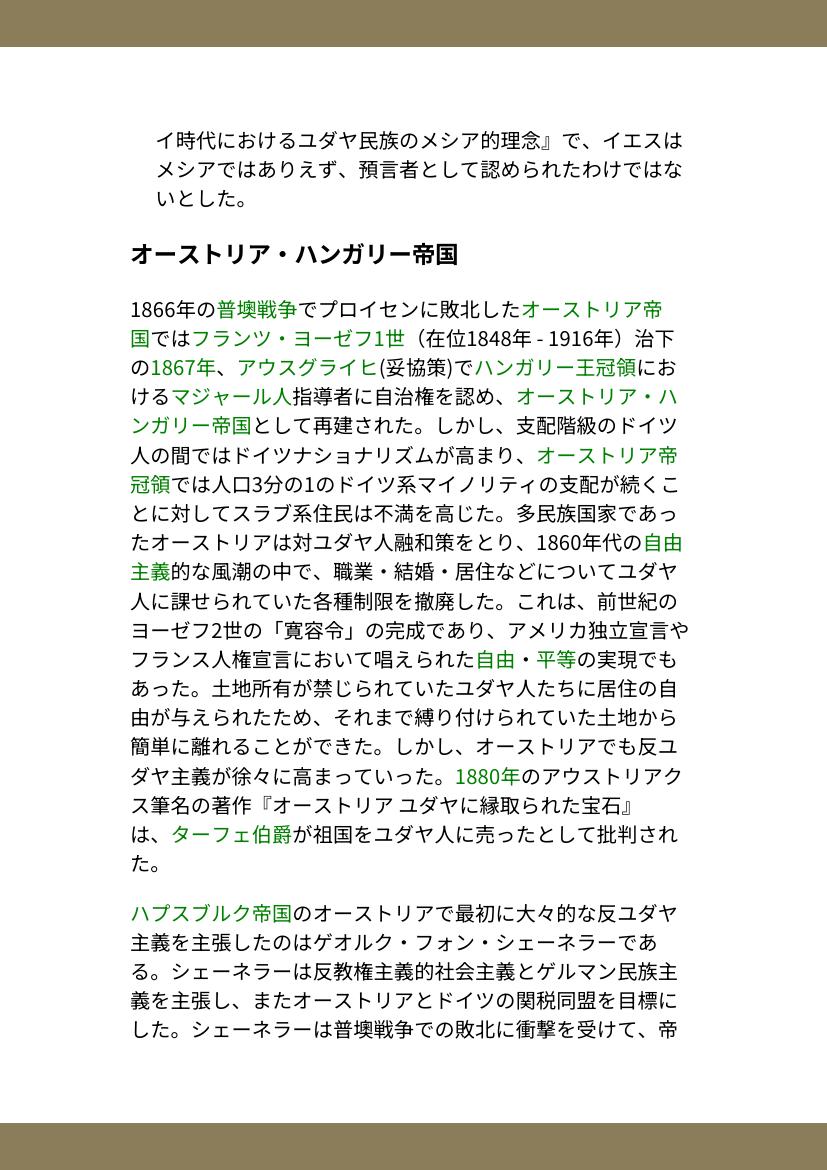 イ時代におけるユダヤ民族のメシア的理念』で、イエスは
メシアではありえず、預言者として認められたわけではな
いとした。
オーストリア・ハンガリー帝国
1866年の普墺戦争でプロイセンに敗北したオーストリア帝
国ではフランツ・ヨーゼフ1世（在位1848年 - 1916年）治下
の1867年、アウスグライヒ(妥協策)でハンガリー王冠領にお
けるマジャール人指導者に自治権を認め、オーストリア・ハ
ンガリー帝国として再建された。しかし、支配階級のドイツ
人の間ではドイツナショナリズムが高まり、オーストリア帝
冠領では人口3分の1のドイツ系マイノリティの支配が続くこ
とに対してスラブ系住民は不満を高じた。多民族国家であっ
たオーストリアは対ユダヤ人融和策をとり、1860年代の自由
主義的な風潮の中で、職業・結婚・居住などについてユダヤ
人に課せられていた各種制限を撤廃した。これは、前世紀の
ヨーゼフ2世の「寛容令」の完成であり、アメリカ独立宣言や
フランス人権宣言において唱えられた自由・平等の実現でも
あった。土地所有が禁じられていたユダヤ人たちに居住の自
由が与えられたため、それまで縛り付けられていた土地から
簡単に離れることができた。しかし、オーストリアでも反ユ
ダヤ主義が徐々に高まっていった。1880年のアウストリアク
ス筆名の著作『オーストリア ユダヤに縁取られた宝石』
は、ターフェ伯爵が祖国をユダヤ人に売ったとして批判され
た。
ハプスブルク帝国のオーストリアで最初に大々的な反ユダヤ
主義を主張したのはゲオルク・フォン・シェーネラーであ
る。シェーネラーは反教権主義的社会主義とゲルマン民族主
義を主張し、またオーストリアとドイツの関税同盟を目標に
した。シェーネラーは普墺戦争での敗北に衝撃を受けて、帝